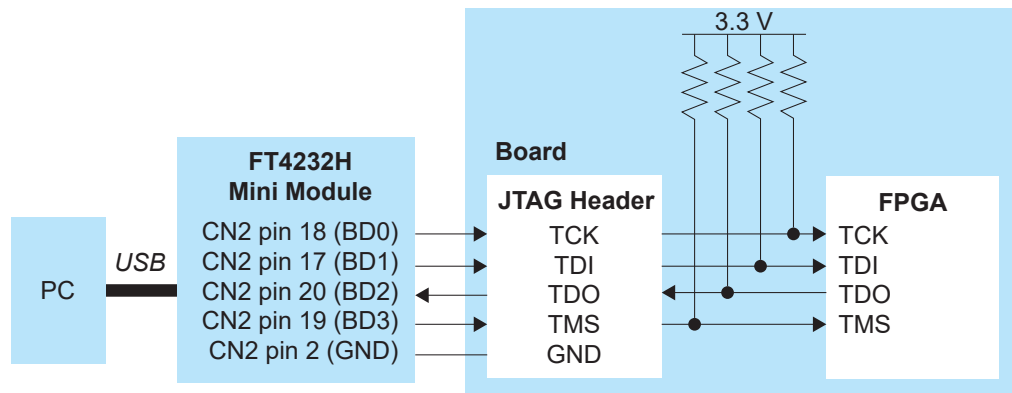 3.3 V
Board
FT4232H
Mini Module
JTAG Header
FPGA
CN2 pin 18 (BD0)
TCK
TCK
CN2 pin 17 (BD1)
TDI
TDI
PC
USB
CN2 pin 20 (BD2)
TDO
TDO
CN2 pin 19 (BD3)
TMS
TMS
CN2 pin 2 (GND)
GND